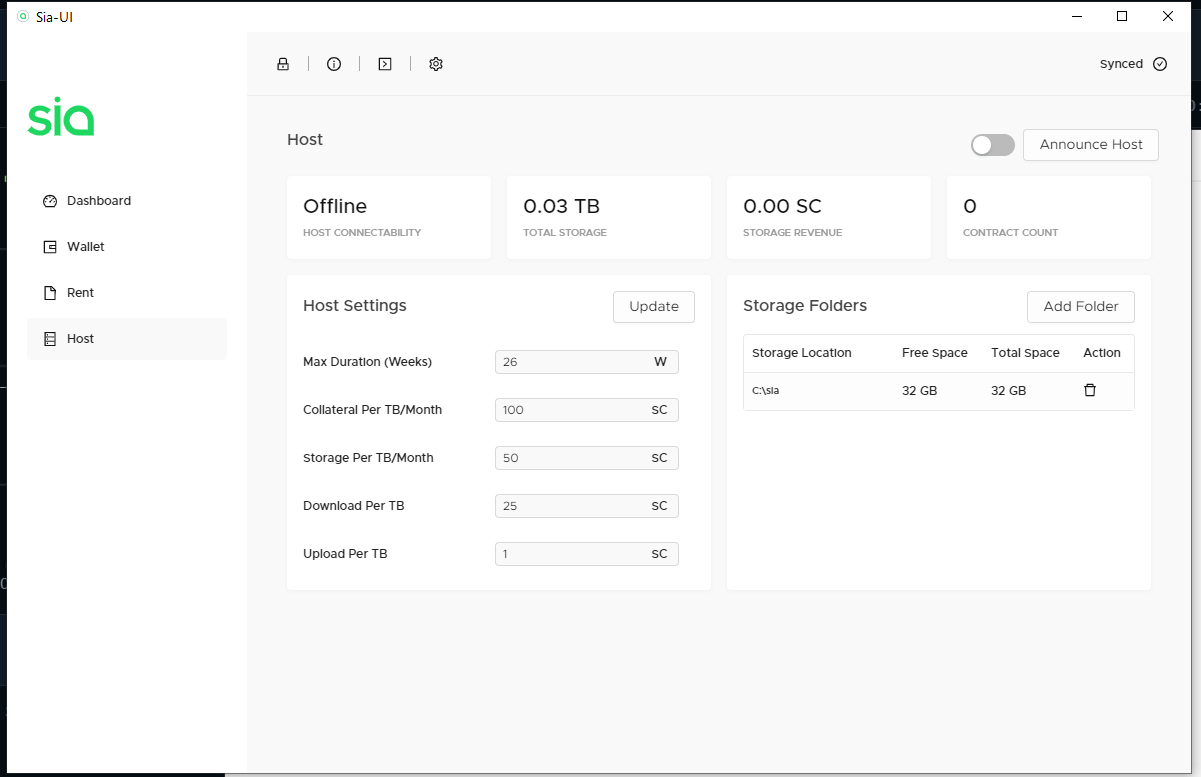 Sia-UI
Synced
sia
Dashboard
Wallet
Rent
Host
Host
Announce Host
Offline
HOST CONNECTABILITY
0.03 TB
TOTAL STORAGE
0.00 SC
STORAGE REVENUE
0
CONTRACT COUNT
Host Settings
Update
Max Duration (Weeks)
26 W
Collateral Per TB/Month
100 SC
Storage Per TB/Month
50 SC
Download Per TB
25 SC
Upload Per TB
1 SC
Storage Folders
Add Folder
Storage Location Free Space Total Space Action
C:\sia 32 GB 32 GB